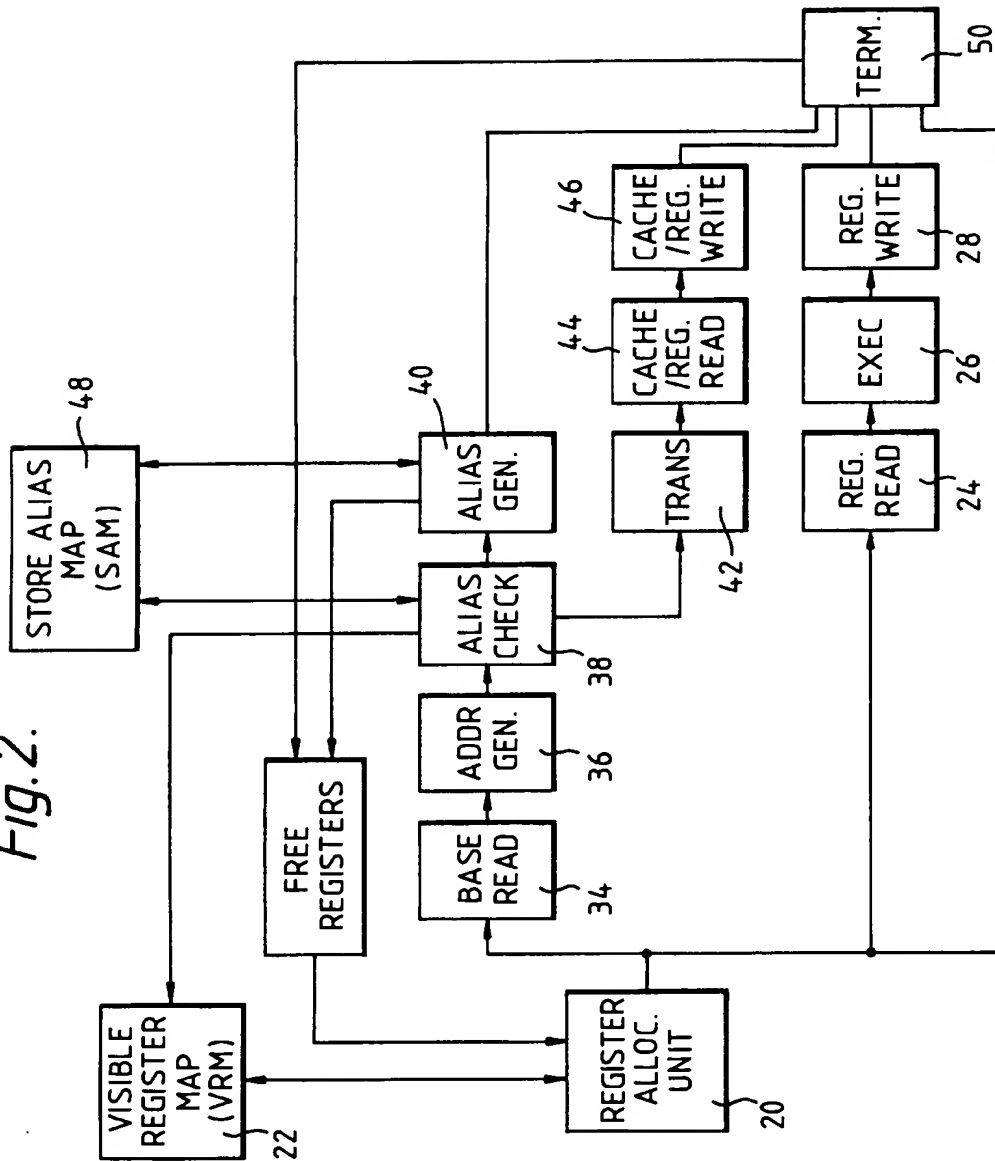 Fig.2.
STORE ALIAS
MAP
(SAM)
48
VISIBLE
REGISTER
MAP
(VRM)
22
FREE
REGISTERS
REGISTER
ALLOC.
UNIT
20
BASE
READ
34
ADDR
GEN.
36
ALIAS
CHECK
38
ALIAS
GEN.
40
TRANS
42
CACHE
/REG.
READ
44
CACHE
/REG.
WRITE
46
REG.
READ
24
EXEC
26
REG.
WRITE
28
TERM.
50